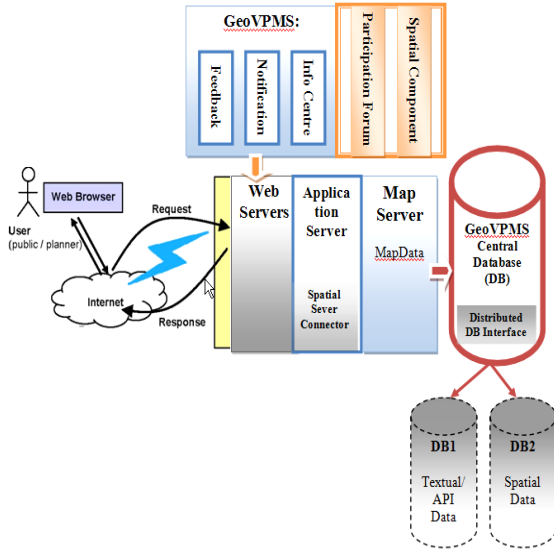 GeoVPMS:
Feedback
Notification
Info Centre
Participation Forum
Spatial Component
Web Browser
User
(public / planner)
Request
Internet
Response
Web
Servers
Applica
tion
Server
Spatial
Sever
Connector
Map
Server
MapData
GeoVPMS
Central
Database
(DB)
Distributed
DB Interface
DB1
Textual/
API
Data
DB2
Spatial
Data